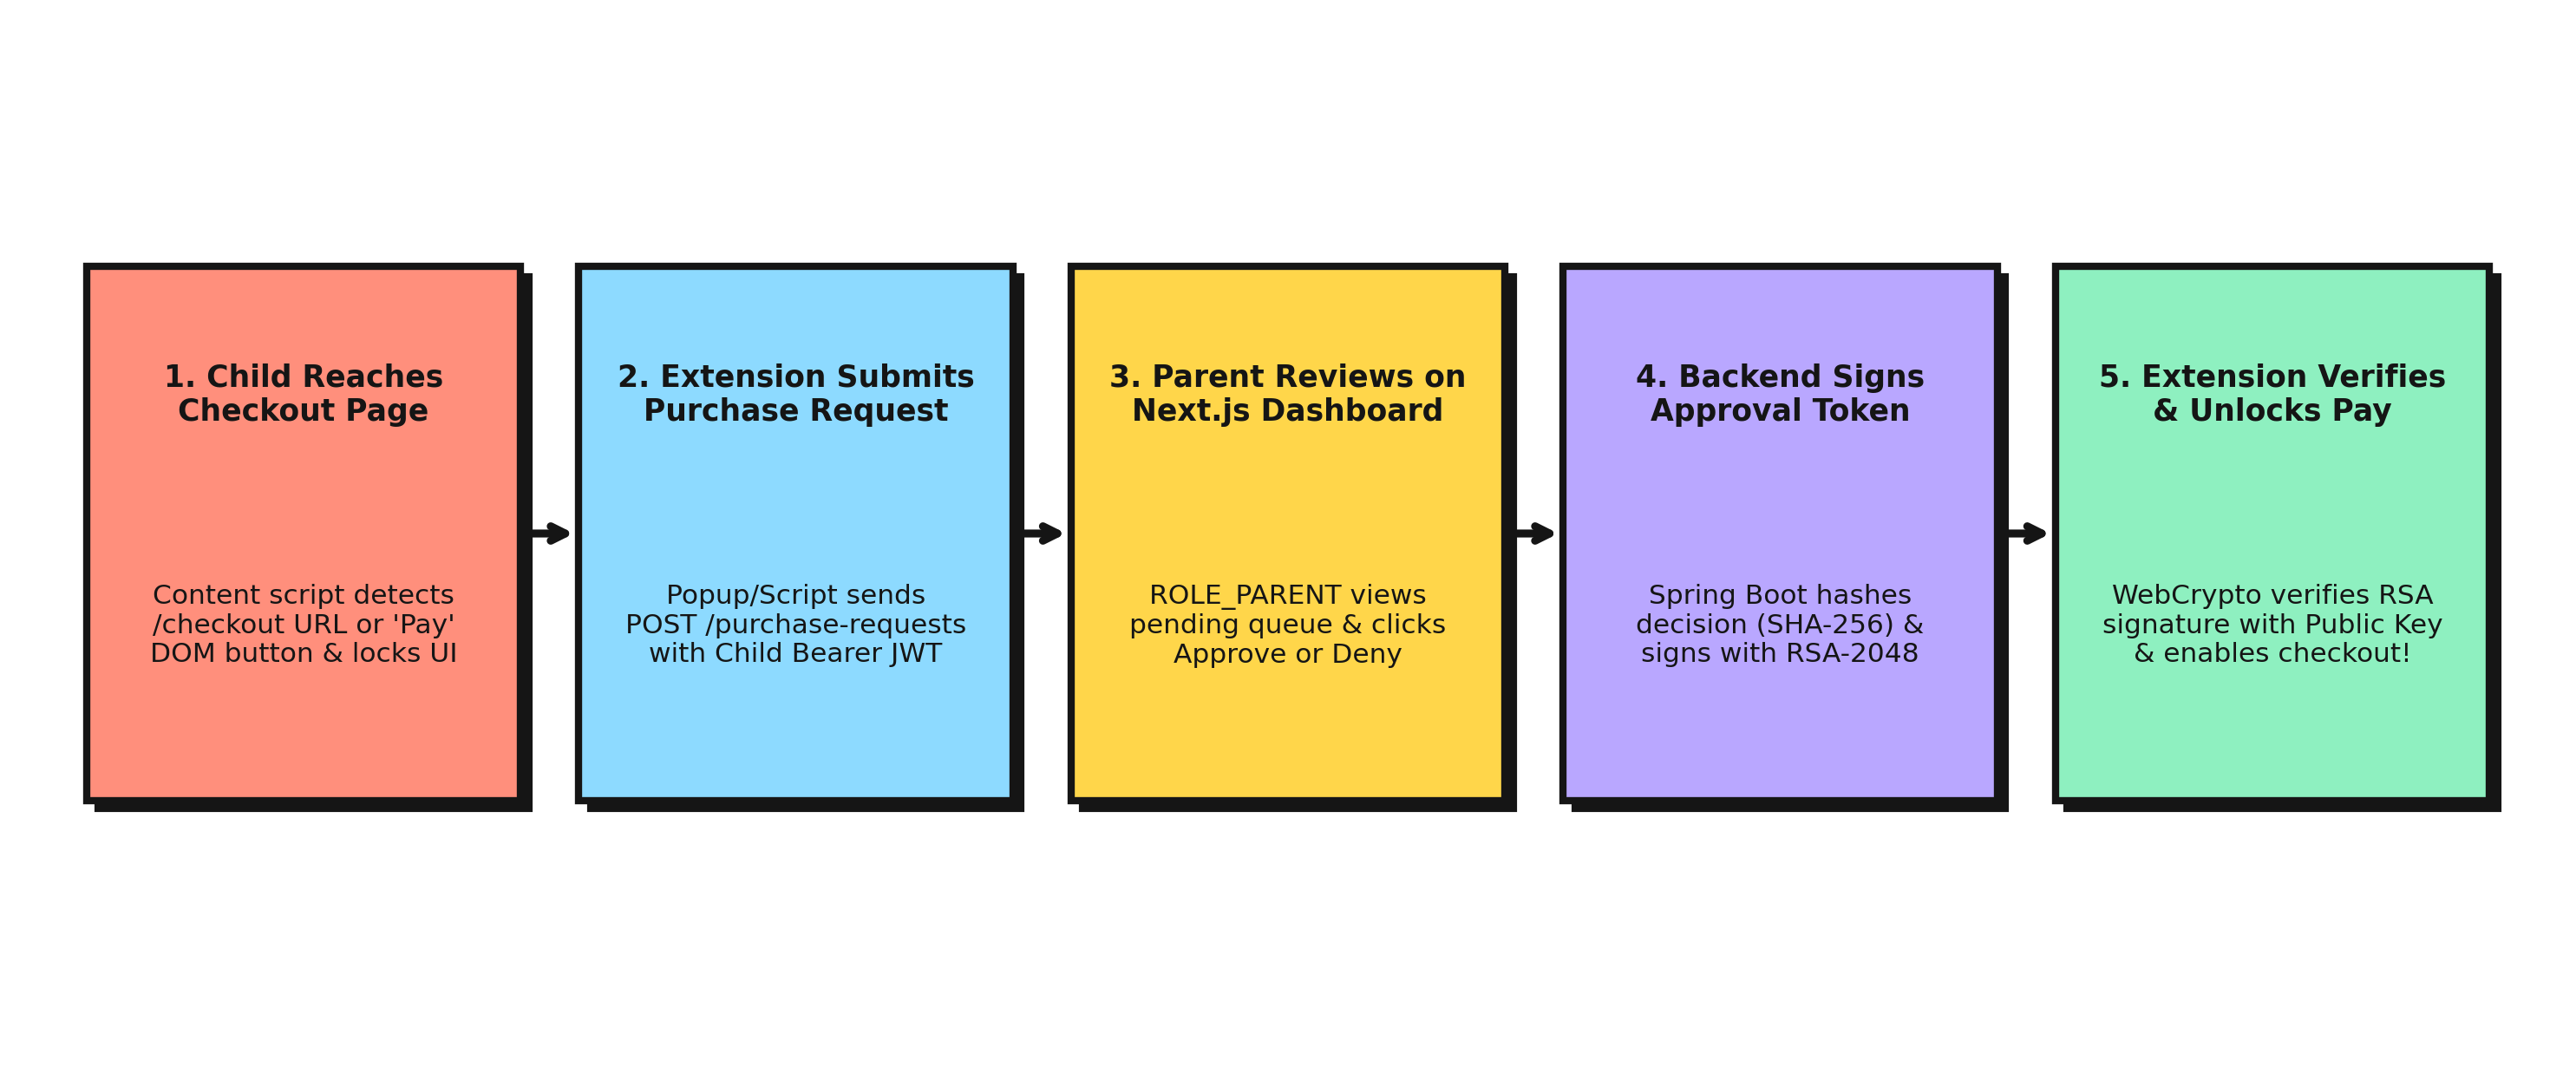 1. Child Reaches
Checkout Page
Content script detects
/checkout URL or 'Pay'
DOM button & locks UI
2. Extension Submits
Purchase Request
Popup/Script sends
POST /purchase-requests
with Child Bearer JWT
3. Parent Reviews on
Next.js Dashboard
ROLE_PARENT views
pending queue & clicks
Approve or Deny
4. Backend Signs
Approval Token
Spring Boot hashes
decision (SHA-256) &
signs with RSA-2048
5. Extension Verifies
& Unlocks Pay
WebCrypto verifies RSA
signature with Public Key
& enables checkout!